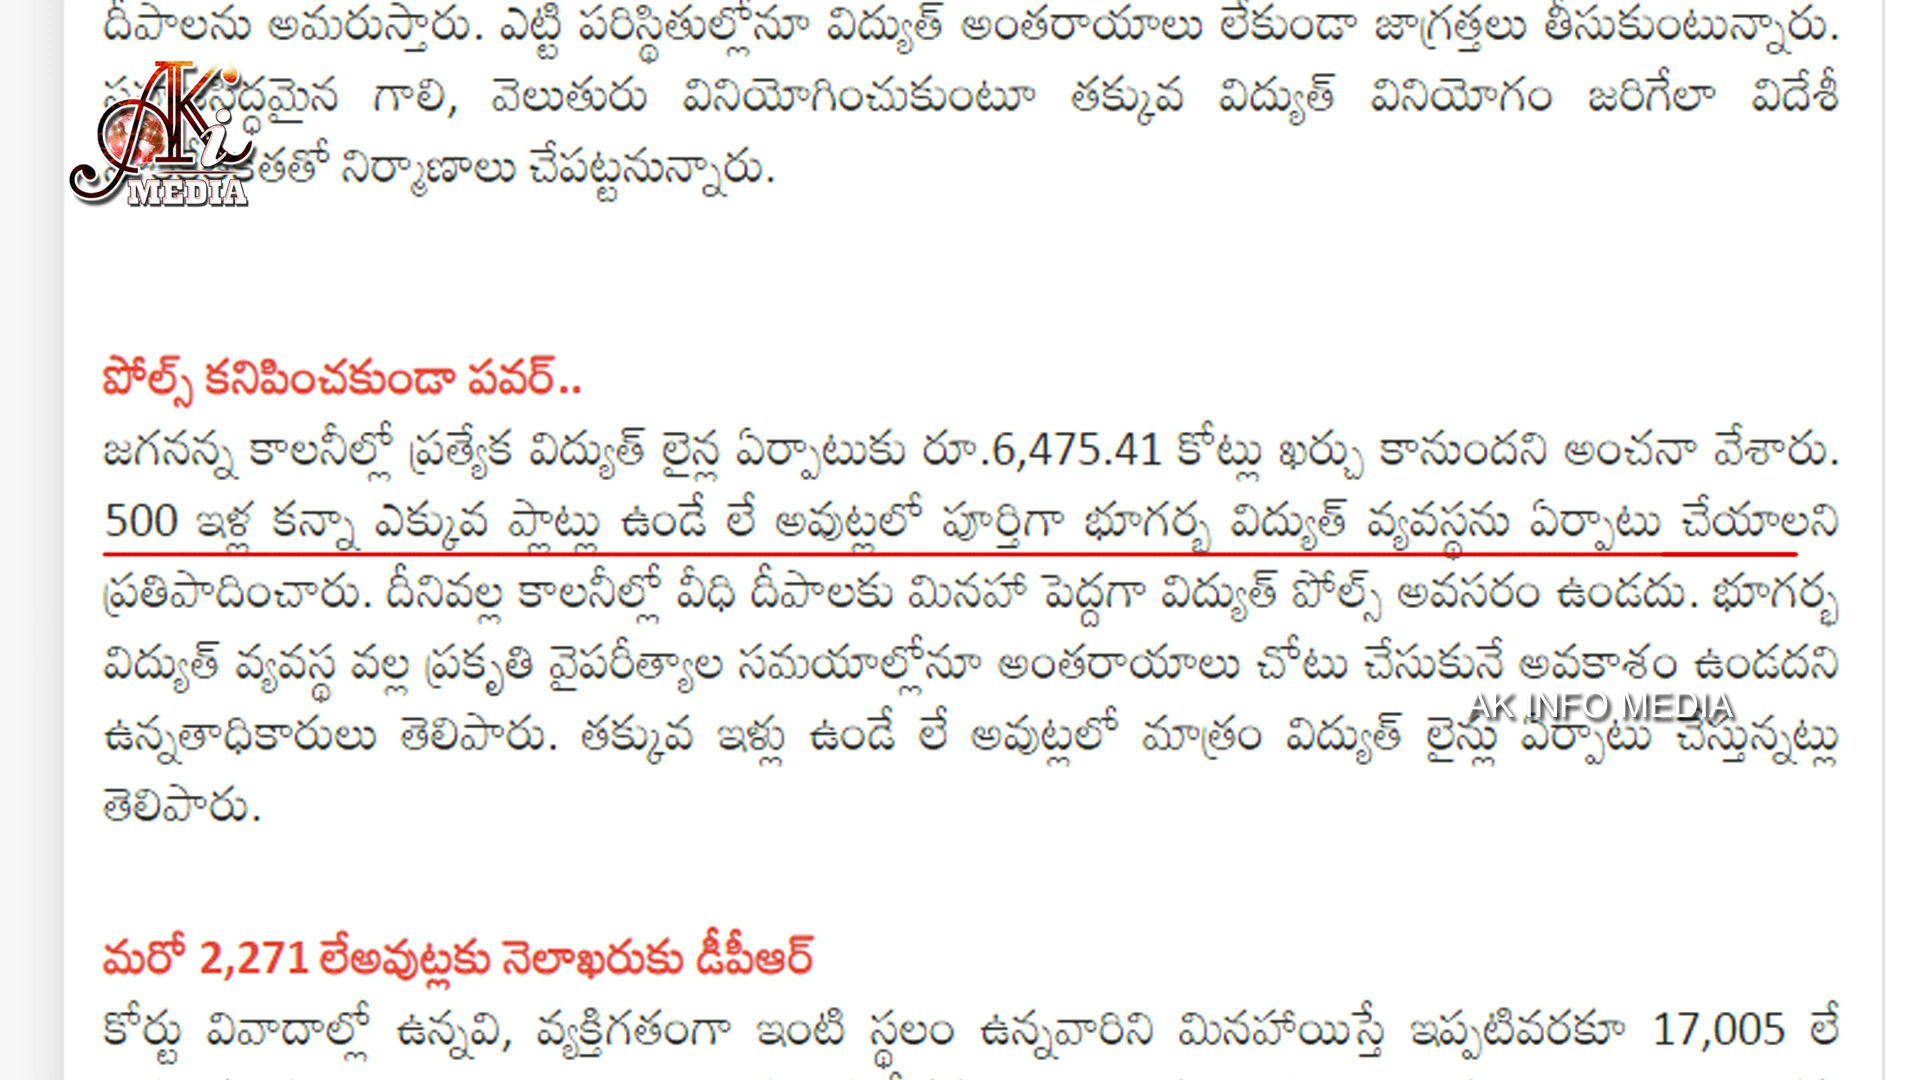 దీపాలను అమరుస్తారు. ఎట్టి పరిస్థితుల్లోనూ విద్యుత్ అంతరాయాలు లేకుండా జాగ్రత్తలు తీసుకుంటున్నారు.
గాలి, వెలుతురు వినియోగించుకుంటూ తక్కువ విద్యుత్ వినియోగం జరిగేలా విదేశీ
నిర్మాణాలు చేపట్టనున్నారు.
AKi
MEDIA
పోల్స్ కనిపించకుండా పవర్..
జగనన్న కాలనీల్లో ప్రత్యేక విద్యుత్ లైన్ల ఏర్పాటుకు రూ.6,475.41 కోట్లు ఖర్చు కానుందని అంచనా వేశారు.
500 ఇళ్ల కన్నా ఎక్కువ ప్లాట్లు ఉండే లే అవుట్లలో పూర్తిగా భూగర్భ విద్యుత్ వ్యవస్థను ఏర్పాటు చేయాలని
ప్రతిపాదించారు. దీనివల్ల కాలనీల్లో వీధి దీపాలకు మినహా పెద్దగా విద్యుత్ పోల్స్ అవసరం ఉండదు. భూగర్భ
విద్యుత్ వ్యవస్థ వల్ల ప్రకృతి వైపరీత్యాల సమయాల్లోనూ అంతరాయాలు చోటు చేసుకునే అవకాశం ఉండదని
AK INFO MEDIA
ఉన్నతాధికారులు తెలిపారు. తక్కువ ఇళ్లు ఉండే లే అవుట్లలో మాత్రం విద్యుత్ లైన్లు ఏర్పాటు చేస్తున్నట్లు
తెలిపారు.
మరో 2,271 లేఅవుట్లకు నెలాఖరుకు డీపీఆర్
కోర్టు వివాదాల్లో ఉన్నవి, వ్యక్తిగతంగా ఇంటి స్థలం ఉన్నవారిని మినహాయిస్తే ఇప్పటివరకూ 17,005 లే